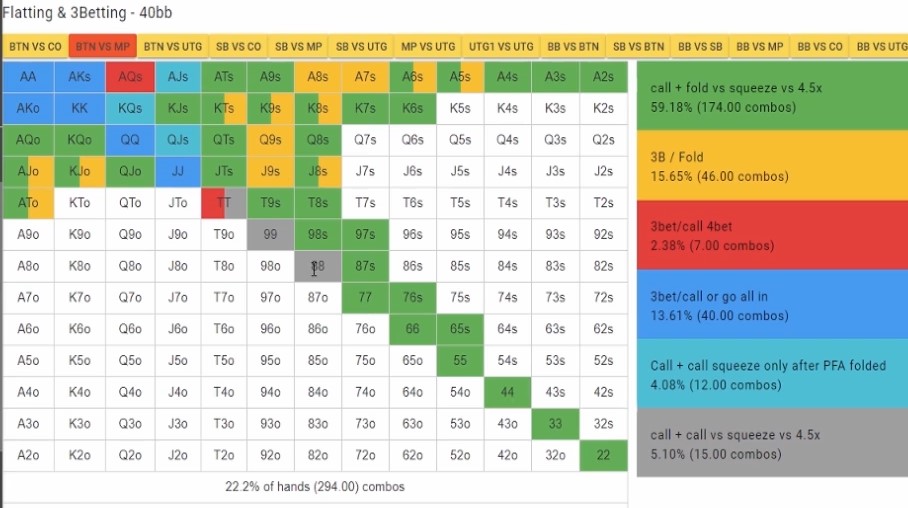 Flatting & 3Betting - 40bb
BTN VS CO BTN VS MP BTN VS UTG SB VS CO SB VS MP SB VS UTG MP VS UTG UTG1 VS UTG BB VS BTN SB VS BTN BB VS SB BB VS MP BB VS CO BB VS UTG
AA AKs AQs AJs ATs A9s A8s A7s A6s A5s A4s A3s A2s
AKo KK KQs KJs KTs K9s K8s K7s K6s K5s K4s K3s K2s
AQo KQo QQ QJs QTs Q9s Q8s Q7s Q6s Q5s Q4s Q3s Q2s
AJo KJo QJo JJ JTs J9s J8s J7s J6s J5s J4s J3s J2s
ATo KTo QTo JTo TT T9s T8s T7s T6s T5s T4s T3s T2s
A9o K9o Q9o J9o T9o 99 98s 97s 96s 95s 94s 93s 92s
A8o K8o Q8o J8o T8o 98o 88 87s 86s 85s 84s 83s 82s
A7o K7o Q7o J7o T7o 97o 87o 77 76s 75s 74s 73s 72s
A6o K6o Q6o J6o T6o 96o 86o 76o 66 65s 64s 63s 62s
A5o K5o Q5o J5o T5o 95o 85o 75o 65o 55 54s 53s 52s
A4o K4o Q4o J4o T4o 94o 84o 74o 64o 54o 44 43s 42s
A3o K3o Q3o J3o T3o 93o 83o 73o 63o 53o 43o 33 32s
A2o K2o Q2o J2o T2o 92o 82o 72o 62o 52o 42o 32o 22
22.2% of hands (294.00) combos
call + fold vs squeeze vs 4.5x
59.18% (174.00 combos)
3B / Fold
15.65% (46.00 combos)
3bet/call 4bet
2.38% (7.00 combos)
3bet/call or go all in
13.61% (40.00 combos)
Call + call squeeze only after PFA folded
4.08% (12.00 combos)
call + call vs squeeze vs 4.5x
5.10% (15.00 combos)